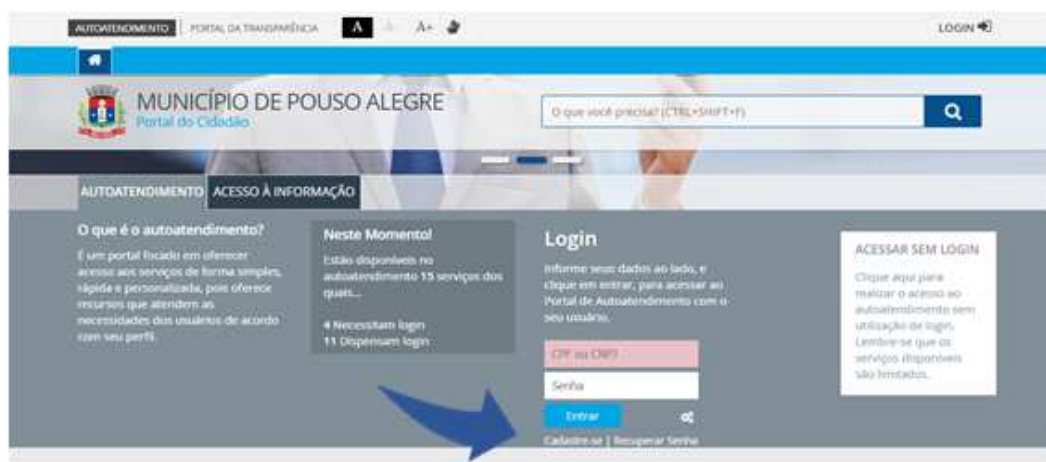 AUTOATENDIMENTO
PORTAL DA TRANSPARÊNCIA
A
A+
LOGIN
MUNICÍPIO DE POUSO ALEGRE
Portal do Cidadão
O que você precisa? (CTRL+SHIFT+F)
AUTOATENDIMENTO
ACESSO À INFORMAÇÃO
O que é o autoatendimento?
É um portal focado em oferecer
acesso aos serviços de forma simples,
rápida e personalizada, pois oferece
recursos que atendem as
necessidades dos usuários de acordo
com seu perfil.
Neste Momento!
Estão disponíveis no
autoatendimento 15 serviços dos
quais...
4 Necessitam login
11 Dispensam login
Login
Informe seus dados ao lado, e
clique em entrar, para acessar ao
Portal de Autoatendimento com o
seu usuário.
CPF ou CNPJ
Senha
Entrar
Cadastre-se | Recuperar Senha
ACESSAR SEM LOGIN
Clique aqui para
realizar o acesso ao
autoatendimento sem
utilização de login.
Lembre-se que os
serviços disponíveis
são limitados.